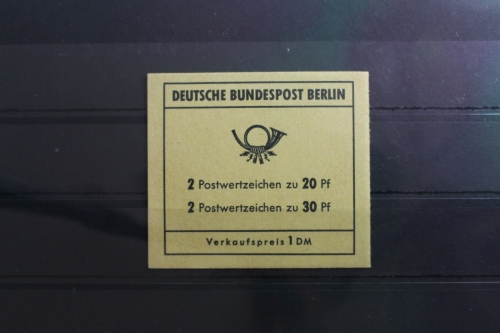 DEUTSCHE BUNDESPOST BERLIN
2 Postwertzeichen zu 20 Pf
2 Postwertzeichen zu 30 Pf
Verkaufspreis 1 DM